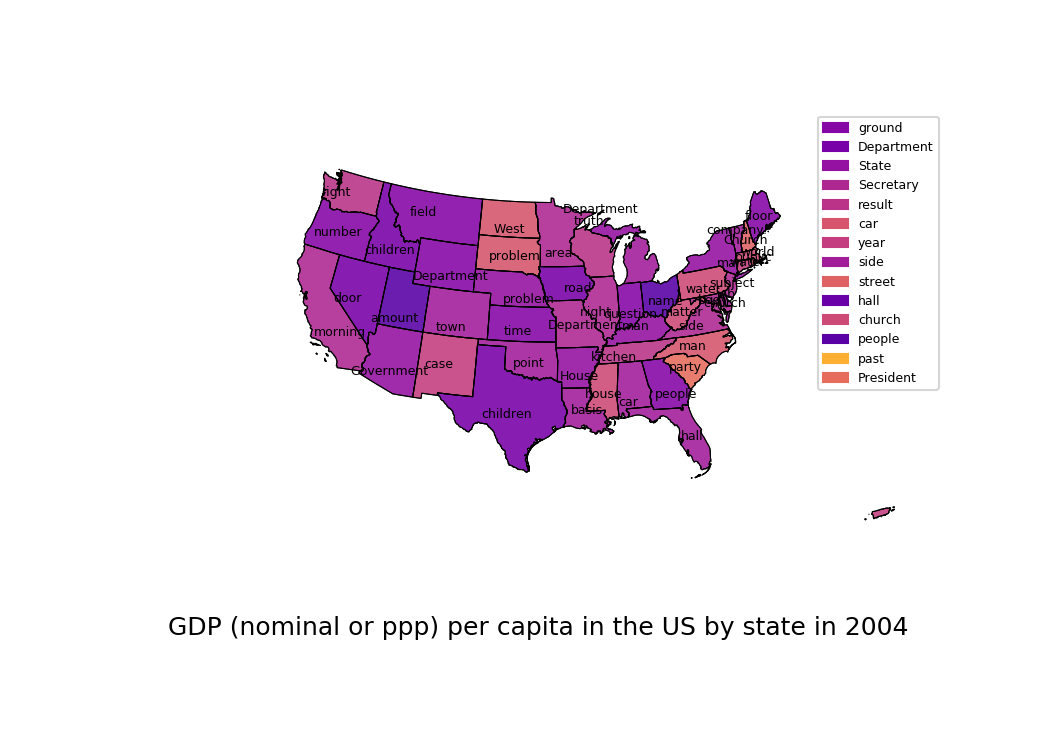 right
field
West
Department
truth
floor
number
children
company
church
world
Department
problem
area
subject
door
problem
road
name
water
amount
town
time
night
Department
question
man
matter
side
morning
Government
case
point
House
kitchen
man
party
children
basis
house
car
people
hall
church
ground
Department
State
Secretary
result
car
year
side
street
hall
church
people
past
President
GDP (nominal or ppp) per capita in the US by state in 2004